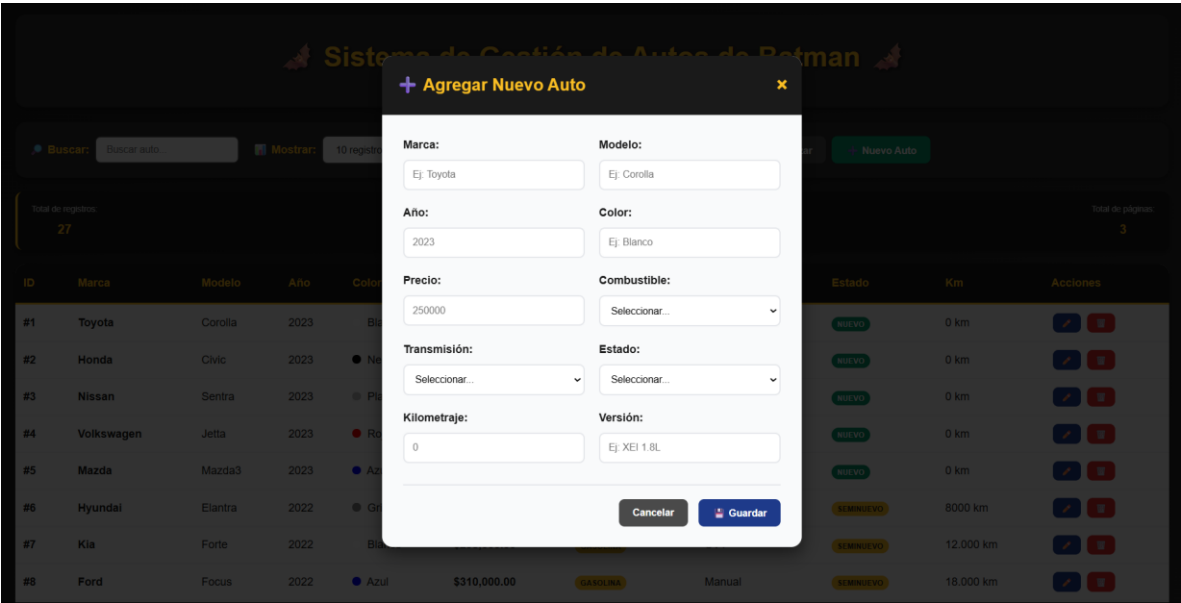 Sistema de Gestión de Autos de Batman
Agregar Nuevo Auto ×
Buscar: Buscar auto... Mostrar: 10 registro Nuevo Auto
Marca: Modelo:
Ej: Toyota Ej: Corolla
Total de registros: Total de páginas:
27 3
Año: Color:
2023 Ej: Blanco
Precio: Combustible:
250000 Seleccionar...
Transmisión: Estado:
Seleccionar... Seleccionar...
Kilometraje: Versión:
0 Ej: XEI 1.8L
Cancelar Guardar
ID Marca Modelo Año Color Estado Km Acciones
#1 Toyota Corolla 2023 NUEVO 0 km
#2 Honda Civic 2023 NUEVO 0 km
#3 Nissan Sentra 2023 NUEVO 0 km
#4 Volkswagen Jetta 2023 NUEVO 0 km
#5 Mazda Mazda3 2023 NUEVO 0 km
#6 Hyundai Elantra 2022 SEMINUEVO 8000 km
#7 Kia Forte 2022 SEMINUEVO 12.000 km
#8 Ford Focus 2022 Azul $310,000.00 GASOLINA Manual SEMINUEVO 18.000 km